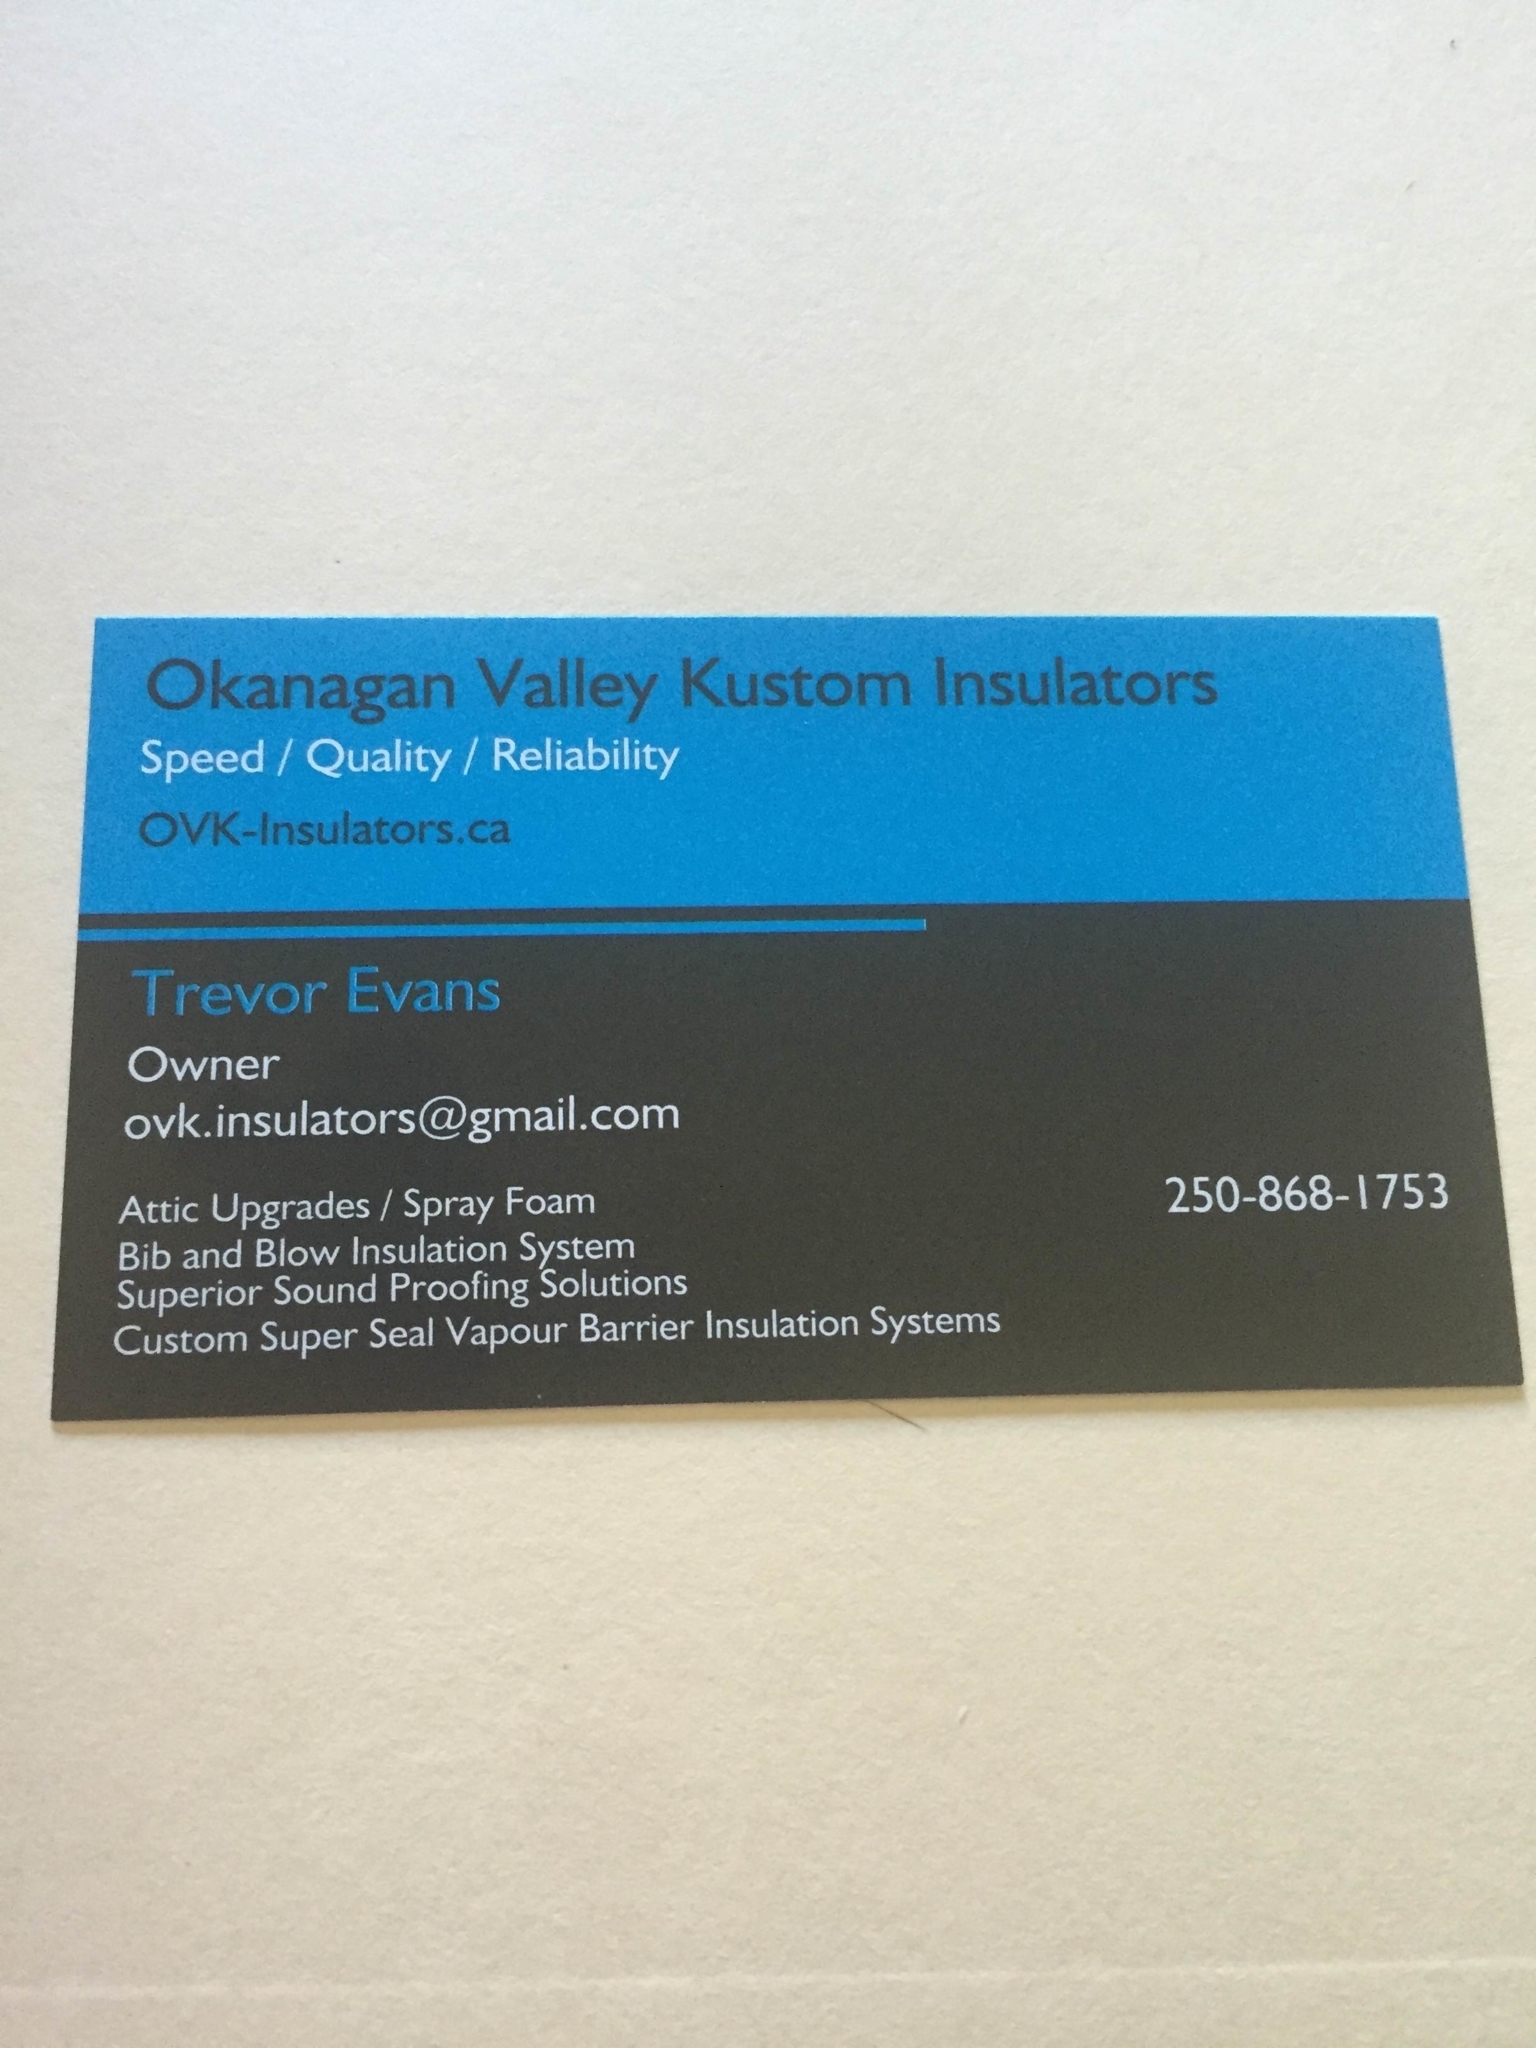 Okanagan Valley Kustom Insulators
Speed / Quality / Reliability
OVK-Insulators.ca
Trevor Evans
Owner
ovk.insulators@gmail.com
Attic Upgrades / Spray Foam
250-868-1753
Bib and Blow Insulation System
Superior Sound Proofing Solutions
Custom Super Seal Vapour Barrier Insulation Systems